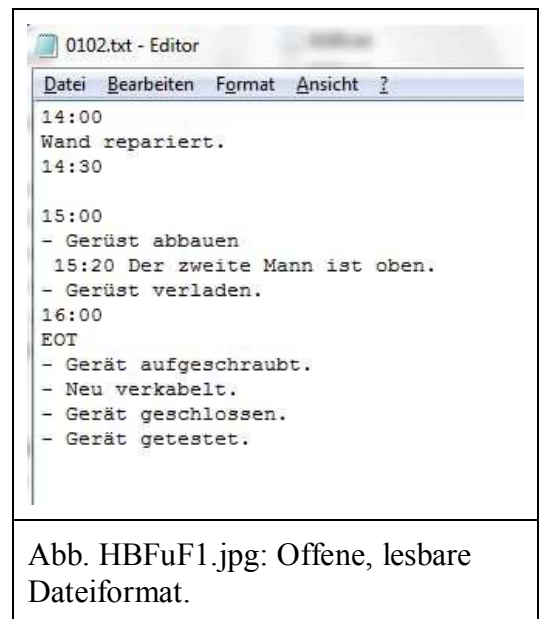 0102.txt - Editor
Datei Bearbeiten Format Ansicht ?
14:00
Wand repariert.
14:30
15:00
- Gerüst abbauen
15:20 Der zweite Mann ist oben.
- Gerüst verladen.
16:00
EOT
- Gerät aufgeschraubt.
- Neu verkabelt.
- Gerät geschlossen.
- Gerät getestet.
Abb. HBFuF1.jpg: Offene, lesbare
Dateiformat.